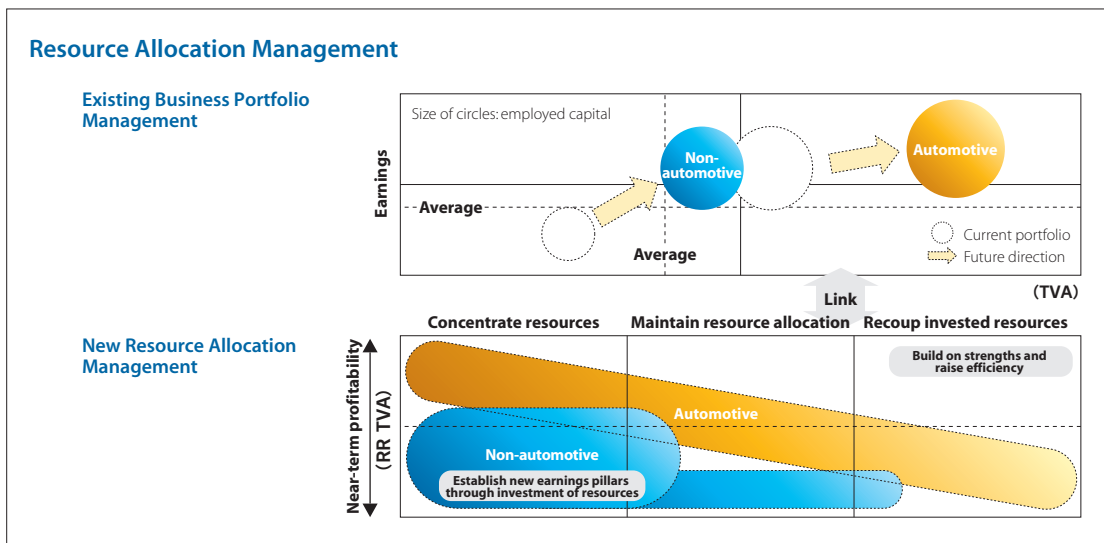 Resource Allocation Management
Existing Business Portfolio
Management
Size of circles: employed capital
Earnings
Non-
automotive
Automotive
Average
Average
Current portfolio
Future direction
(TVA)
Link
New Resource Allocation
Management
Concentrate resources
Maintain resource allocation
Recoup invested resources
Near-term profitability
(RR TVA)
Build on strengths and
raise efficiency
Automotive
Non-automotive
Establish new earnings pillars
through investment of resources